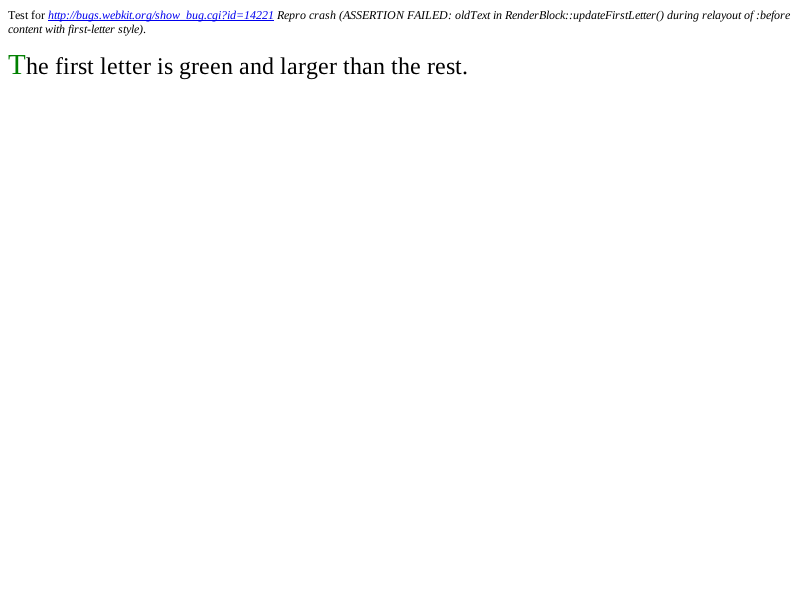 Test for http://bugs.webkit.org/show_bug.cgi?id=14221 Repro crash (ASSERTION FAILED: oldText in RenderBlock::updateFirstLetter() during relayout of :before
content with first-letter style).
The first letter is green and larger than the rest.